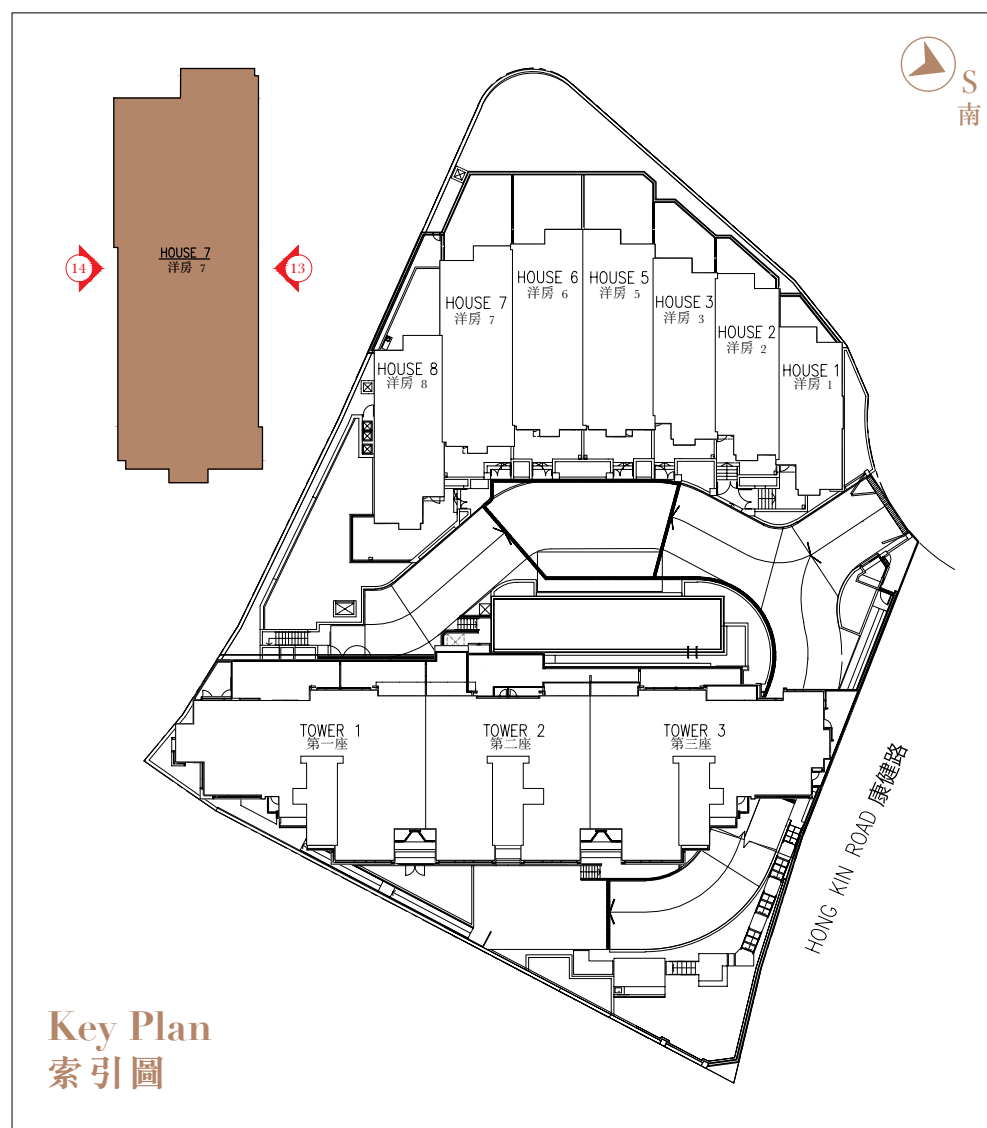 S
南
HOUSE 7
洋房 7
14
13
HOUSE 6
洋房 6
HOUSE 5
洋房 5
HOUSE 7
洋房 7
HOUSE 3
洋房 3
HOUSE 2
洋房 2
HOUSE 8
洋房 8
HOUSE 1
洋房 1
TOWER 1
第一座
TOWER 2
第二座
TOWER 3
第三座
HONG KIN ROAD 康健路
Key Plan
索引圖